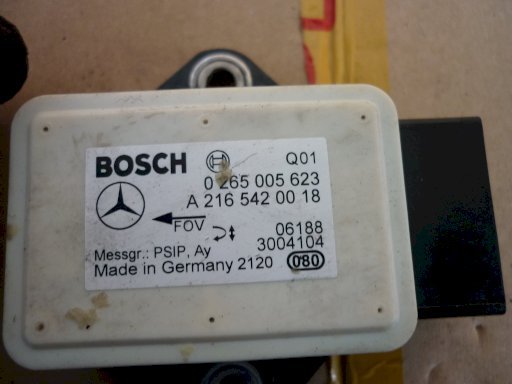 BOSCH Q01
0 265 005 623
A 216 542 00 18
FOV
06188
3004104
Messgr.: PSIP, Ay
Made in Germany 2120 080